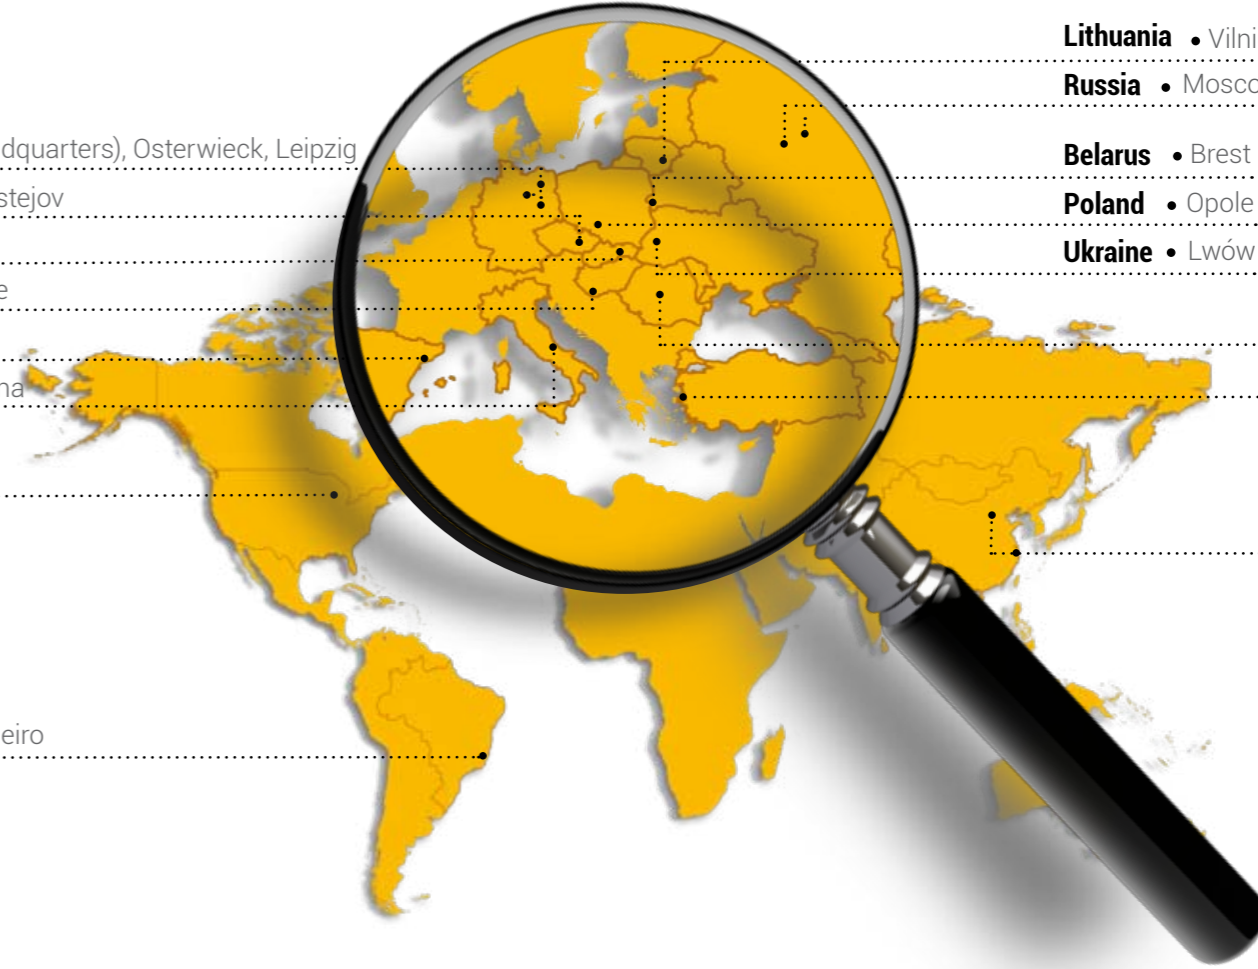 dquarters), Osterwieck, Leipzig
stejov
e
na
eiro
Lithuania • Vilni
Russia • Mosco
Belarus • Brest
Poland • Opole
Ukraine • Lwów